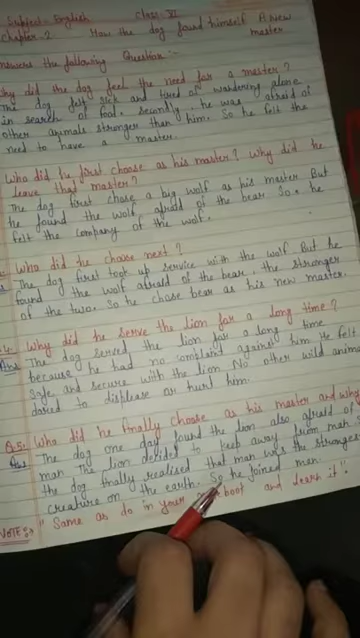 Subject- English Class- VI
Chapter-2 How the dog found himself A New
master
Answers the following Question :-
Why did the dog feel the need for a master?
The dog felt sick and tired of wandering alone
in search of food. Secondly, he was afraid of
other animals stronger than him. So he felt the
need to have a master.
Who did he first choose as his master? Why did he
leave that master?
The dog first chose a big wolf as his master But
he found the wolf afraid of the bear. So. he
felt the company of the wolf.
Who did he choose next?
The dog first took up service with the wolf But he
found the wolf afraid of the bear, the stronger
of the two. So he chose bear as his new master.
Why did he serve the lion for a long time?
Ans The dog served the lion for a long time
because he had no complaint against him He felt
Safe and secure with the lion No other wild animal
dared to displease or hurt him.
Q.5: Who did he finally choose as his master and why
Ans The dog one day found the lion also afraid of
man The lion decided to keep away from man
the dog finally realised that man was the strongest
creature on the earth. So he joined men.
NOTE:→ "Same as do in your and learn it".